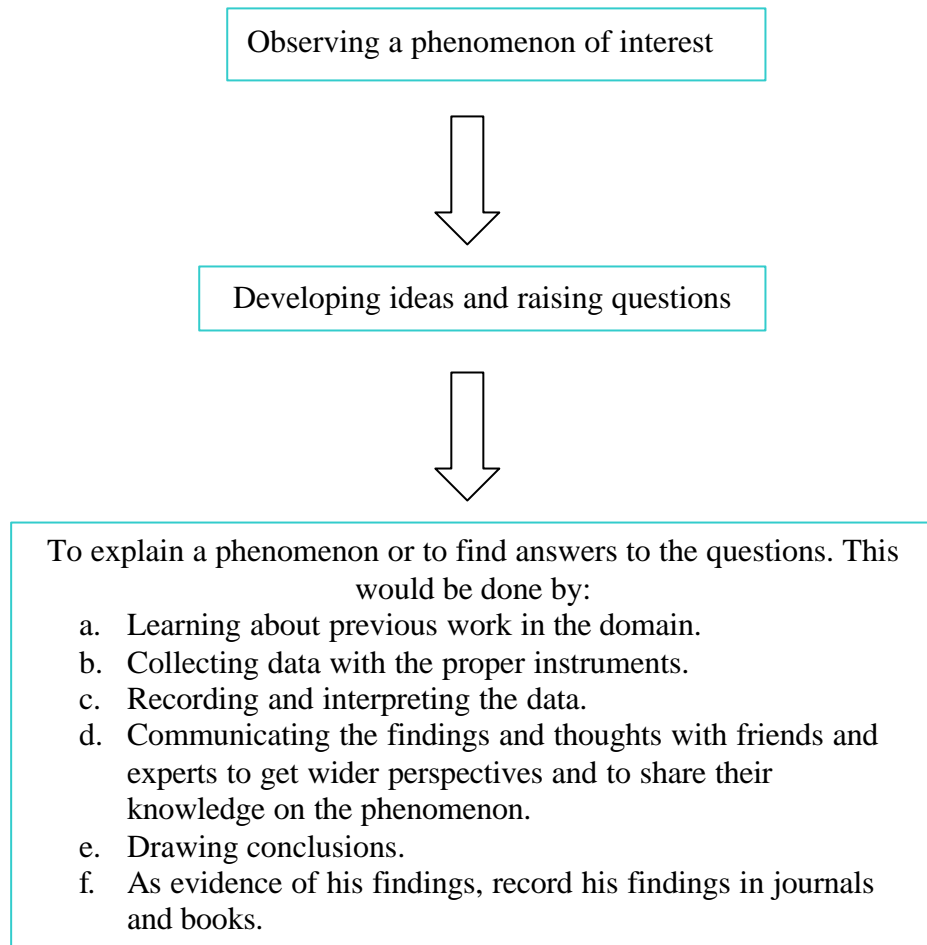 Observing a phenomenon of interest
Developing ideas and raising questions
To explain a phenomenon or to find answers to the questions. This
would be done by:
a. Learning about previous work in the domain.
b. Collecting data with the proper instruments.
c. Recording and interpreting the data.
d. Communicating the findings and thoughts with friends and
experts to get wider perspectives and to share their
knowledge on the phenomenon.
e. Drawing conclusions.
f. As evidence of his findings, record his findings in journals
and books.